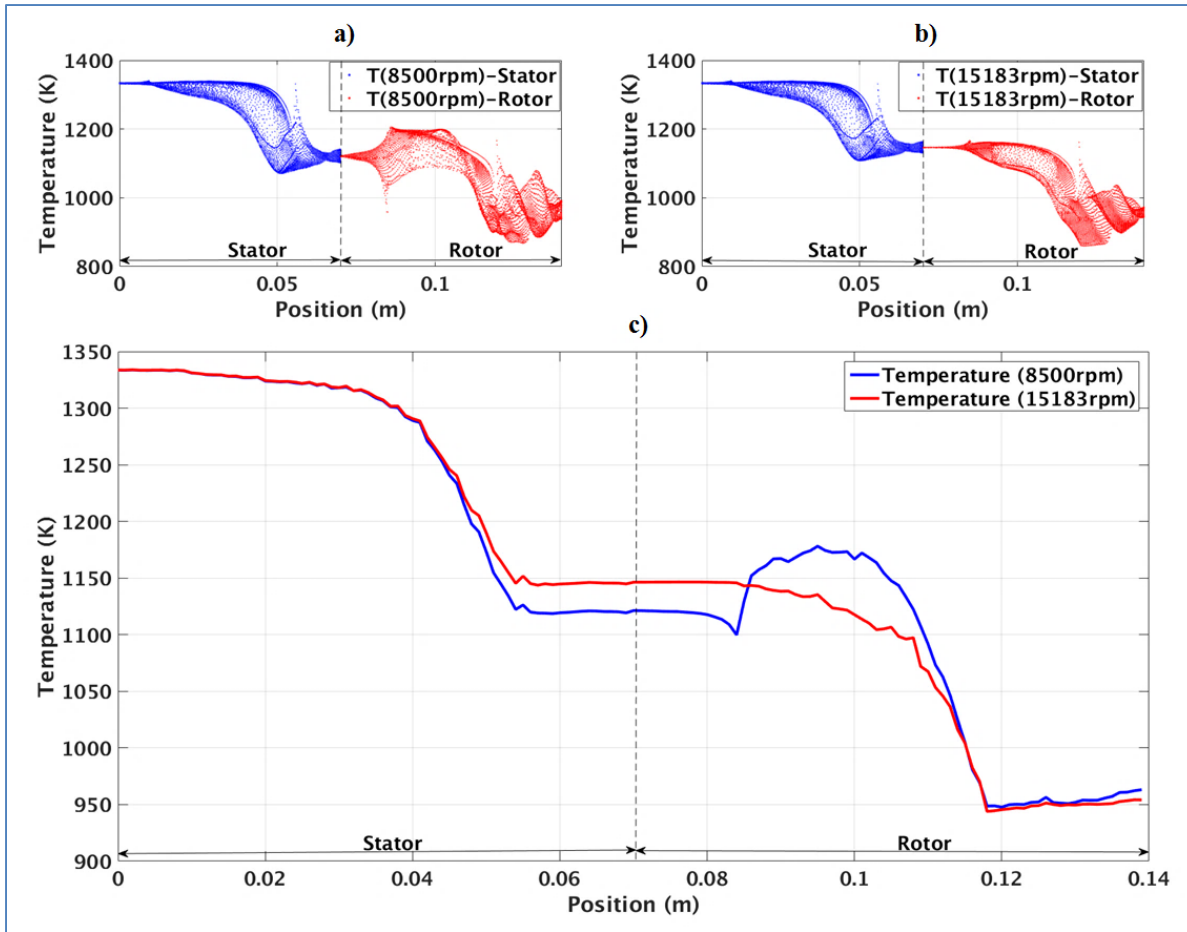 a)
1400
1200
1000
800
Temperature (K)
T(8500rpm)-Stator
T(8500rpm)-Rotor
Stator
Rotor
0
0.05
0.1
Position (m)
b)
1400
1200
1000
800
Temperature (K)
T(15183rpm)-Stator
T(15183rpm)-Rotor
Stator
Rotor
0
0.05
0.1
Position (m)
c)
1350
1300
1250
1200
1150
1100
1050
1000
950
900
Temperature (K)
Temperature (8500rpm)
Temperature (15183rpm)
Stator
Rotor
0
0.02
0.04
0.06
0.08
0.1
0.12
0.14
Position (m)